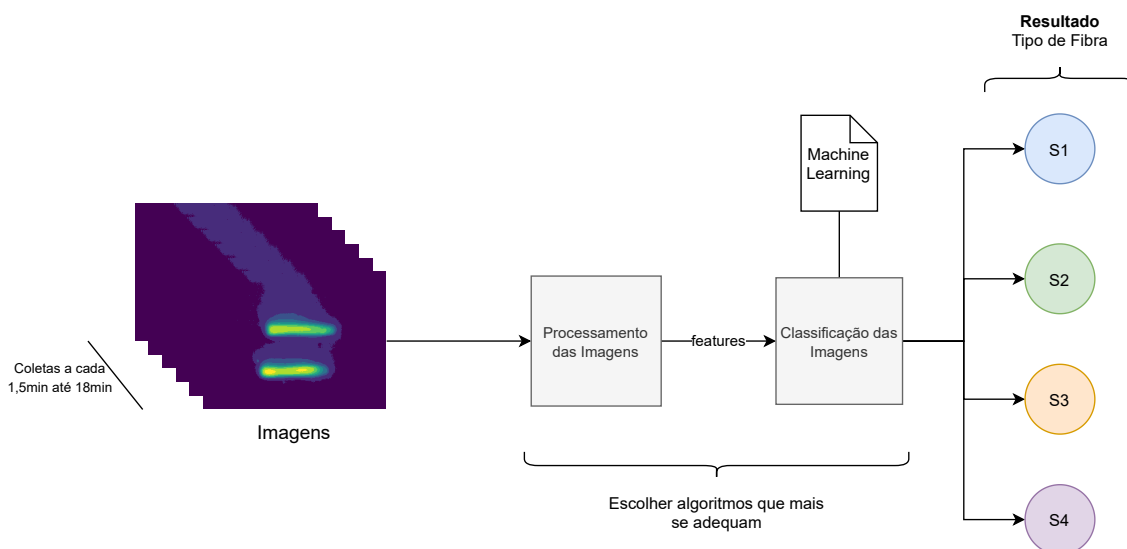 Resultado
Tipo de Fibra
Machine
Learning
S1
S2
Processamento
das Imagens
features
Classificação das
Imagens
Coletas a cada
1,5min até 18min
Imagens
S3
Escolher algoritmos que mais
se adequam
S4